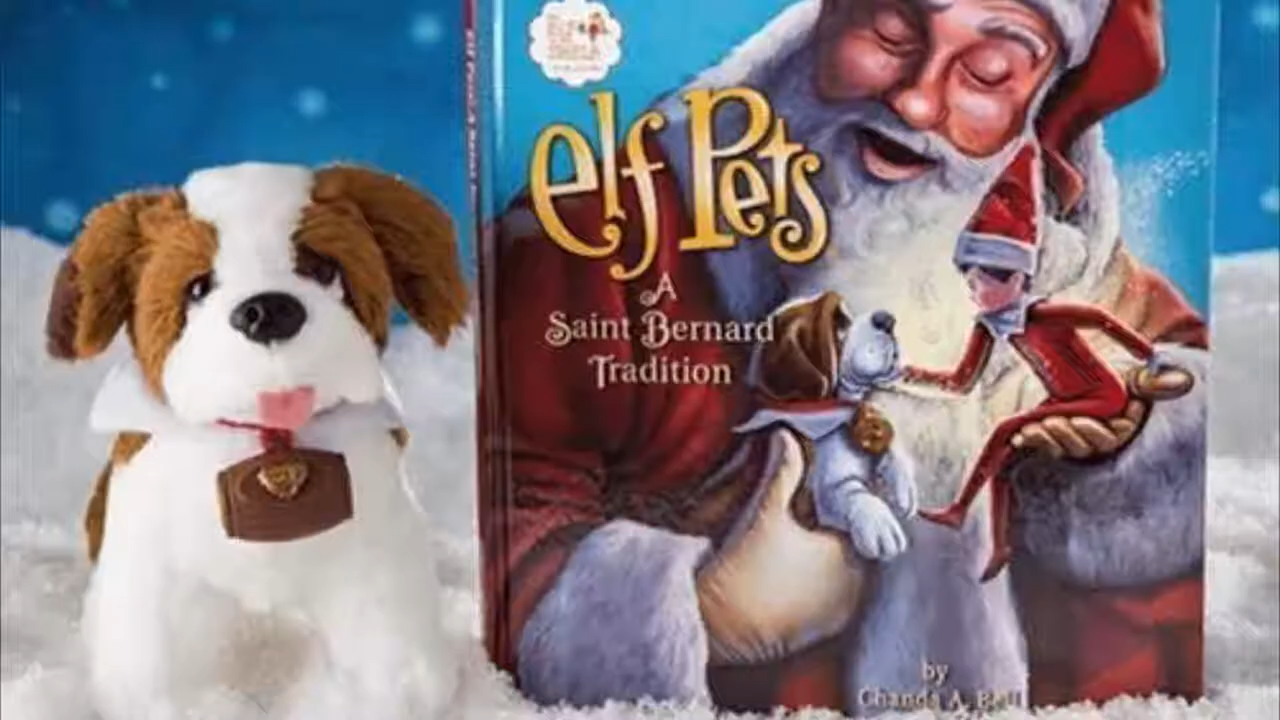 elf Pets
A
Saint Bernard
Tradition
by
Chanda A. Bell